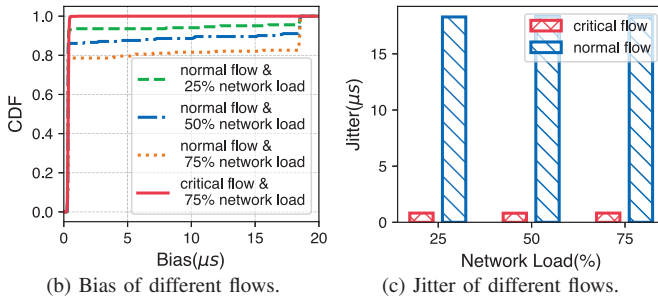 1.0
0.8
0.6
0.4
0.2
0.0
CDF
normal flow &
25% network load
normal flow &
50% network load
normal flow &
75% network load
critical flow &
75% network load
0
5
10
15
20
Bias(μs)
(b) Bias of different flows.
15
10
5
0
Jitter(μs)
critical flow
normal flow
25
50
75
Network Load(%)
(c) Jitter of different flows.